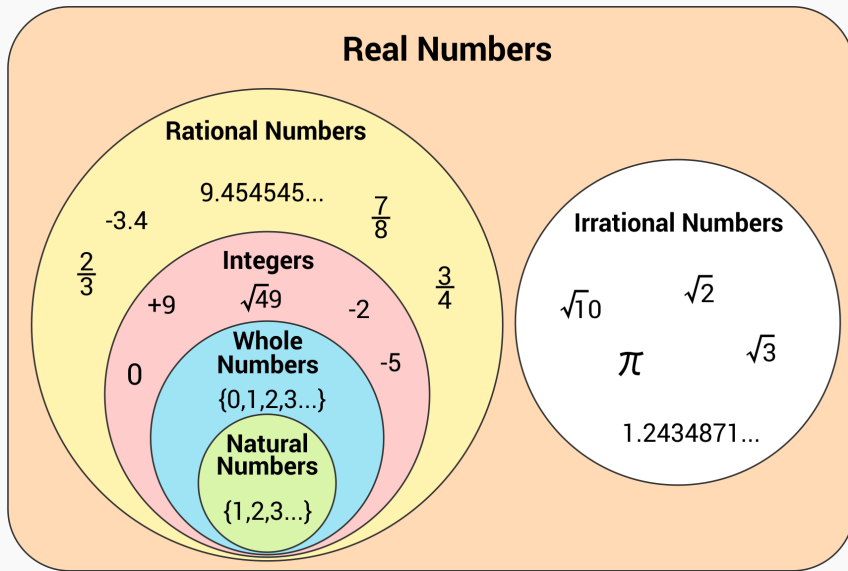 Real Numbers
Rational Numbers
9.454545...
-3.4
7/8
2/3
3/4
Integers
+9
√49
-2
0
-5
Whole
Numbers
{0,1,2,3...}
Natural
Numbers
{1,2,3...}
Irrational Numbers
√10
√2
π
√3
1.2434871...